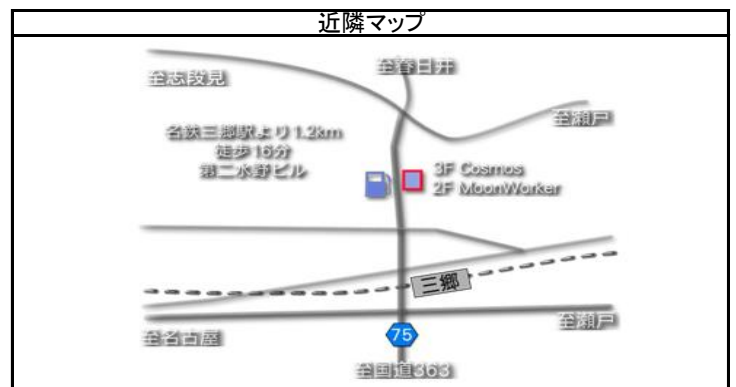 近隣マップ
至春日井
至志段見
至瀬戸
名鉄三郷駅より1.2km
徒歩16分
第二水野ビル
3F Cosmos
2F MoonWorker
三郷
至瀬戸
至名古屋
75
至国道363